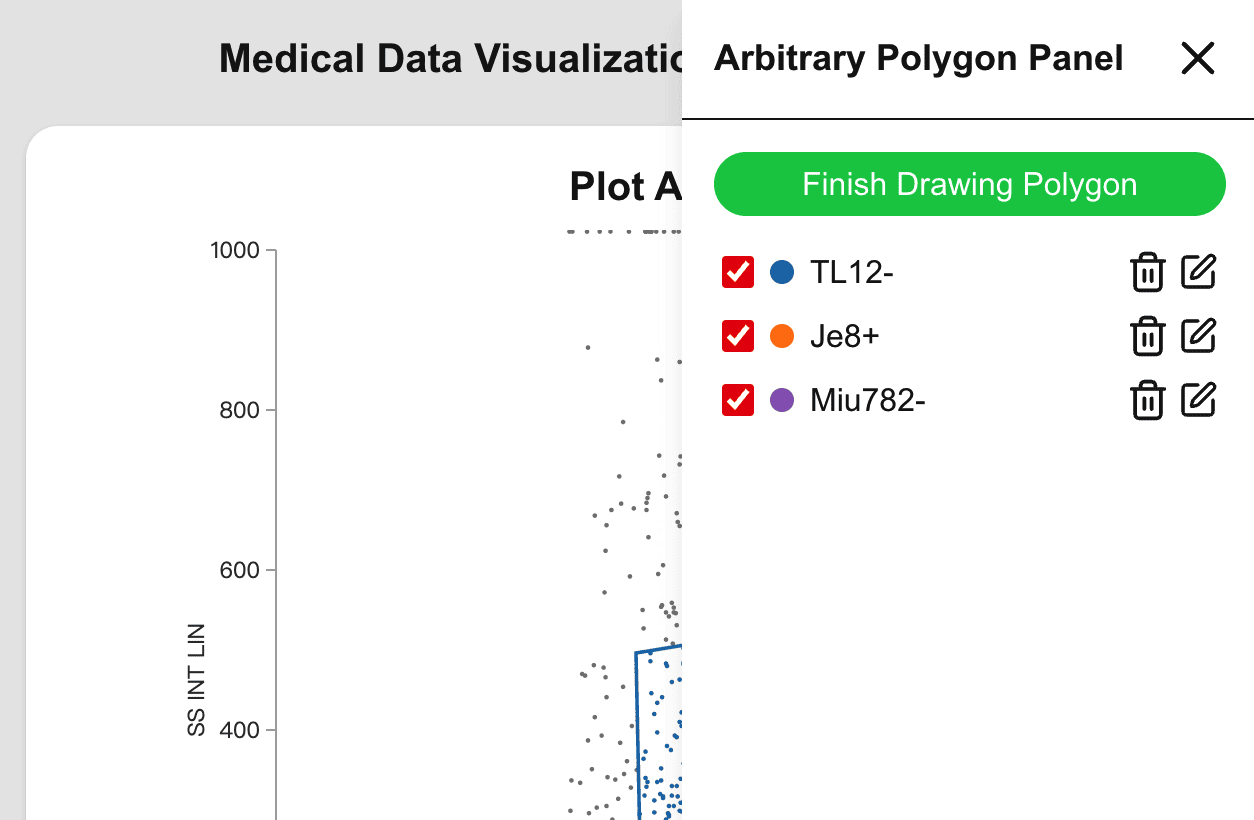 Medical Data Visualizatio
Arbitrary Polygon Panel
Finish Drawing Polygon
TL12-
Je8+
Miu782-
Plot A
1000
800
600
400
SS INT LIN